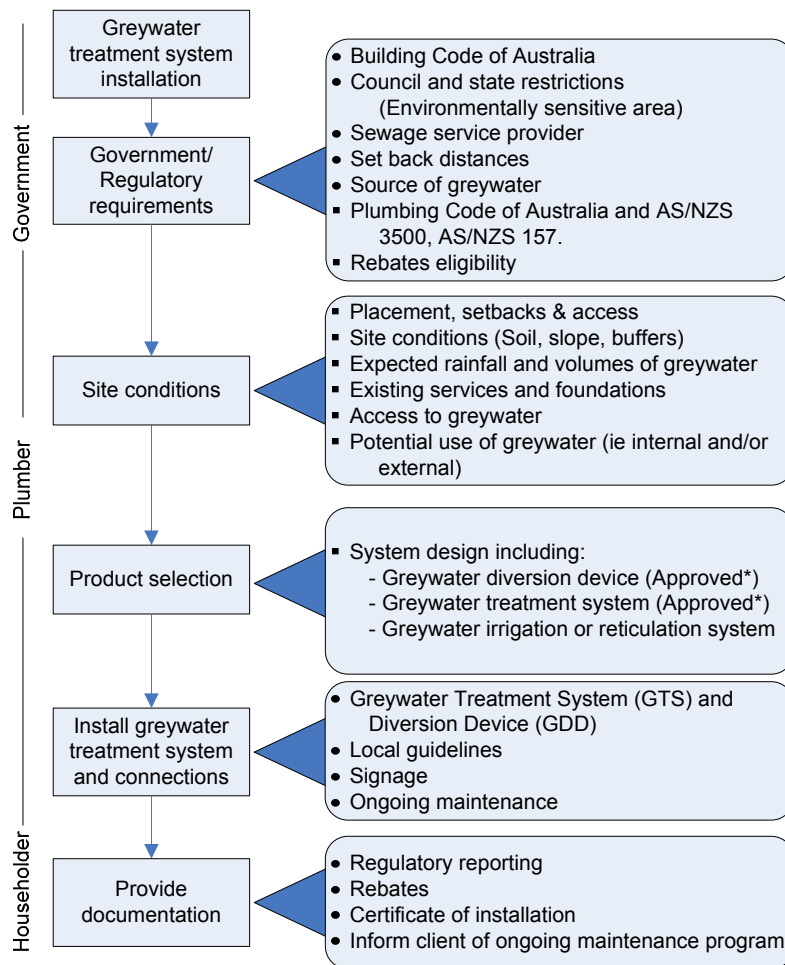 Greywater
treatment system
installation
Government/
Regulatory
requirements
• Building Code of Australia
• Council and state restrictions
(Environmentally sensitive area)
• Sewage service provider
• Set back distances
• Source of greywater
▪ Plumbing Code of Australia and AS/NZS
3500, AS/NZS 157.
▪ Rebates eligibility
Government
Site conditions
▪ Placement, setbacks & access
▪ Site conditions (Soil, slope, buffers)
▪ Expected rainfall and volumes of greywater
▪ Existing services and foundations
▪ Access to greywater
▪ Potential use of greywater (ie internal and/or
external)
Plumber
Product selection
▪ System design including:
- Greywater diversion device (Approved*)
- Greywater treatment system (Approved*)
- Greywater irrigation or reticulation system
Install greywater
treatment system
and connections
• Greywater Treatment System (GTS) and
Diversion Device (GDD)
• Local guidelines
• Signage
• Ongoing maintenance
Householder
Provide
documentation
• Regulatory reporting
• Rebates
• Certificate of installation
• Inform client of ongoing maintenance program